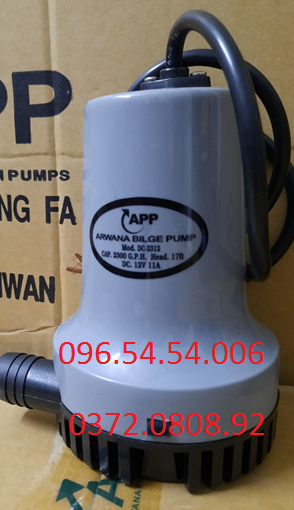 PP
N PUMPS
NG FA
IWAN
APP
ARWANA BILGE PUMP
Mod. DC-2312
CAP. 2300 G.P.H. Head. 17ft
DC. 12V 11A
096.54.54.006
0372.0808.92